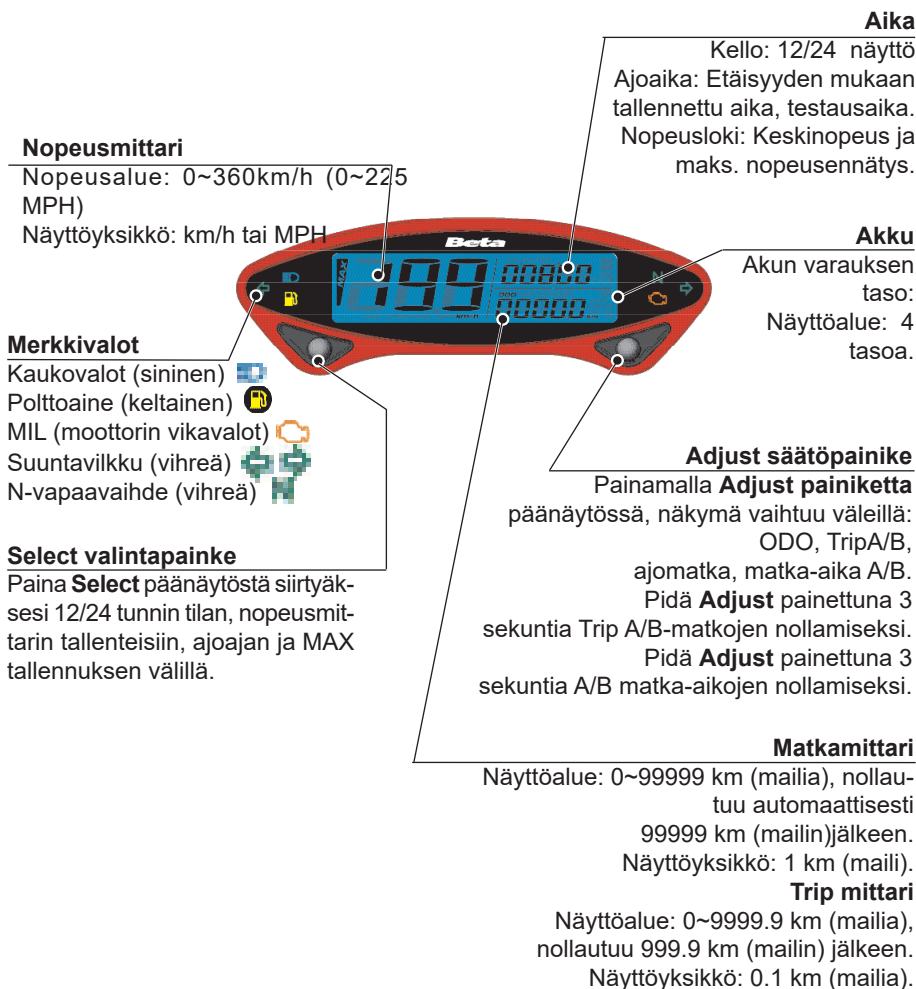 Aika
Kello: 12/24 näyttö
Ajoaika: Etäisyyden mukaan
tallennettu aika, testausaika.
Nopeusloki: Keskinopeus ja
maks. nopeusennätys.
Nopeusmittari
Nopeusalue: 0~360km/h (0~225
MPH)
Näyttöyksikkö: km/h tai MPH
Beta
MAX
199
km/h
00800
ODO
00000
N
Akku
Akun varauksen
taso:
Näyttöalue: 4
tasoa.
Merkkivalot
Kaukovalot (sininen)
Polttoaine (keltainen)
MIL (moottorin vikavalot)
Suuntavilkku (vihreä)
N-vapaavaihde (vihreä) N
Select valintapainke
Paina Select päänäytöstä siirtyäk-
sesi 12/24 tunnin tilan, nopeusmit-
tarin tallenteisiin, ajoajan ja MAX
tallennuksen välillä.
Adjust säätöpainike
Painamalla Adjust painiketta
päänäytössä, näkymä vaihtuu väleillä:
ODO, TripA/B,
ajomatka, matka-aika A/B.
Pidä Adjust painettuna 3
sekuntia Trip A/B-matkojen nollamiseksi.
Pidä Adjust painettuna 3
sekuntia A/B matka-aikojen nollamiseksi.
Matkamittari
Näyttöalue: 0~99999 km (mailia), nollau-
tuu automaattisesti
99999 km (mailin)jälkeen.
Näyttöyksikkö: 1 km (maili).
Trip mittari
Näyttöalue: 0~9999.9 km (mailia),
nollautuu 999.9 km (mailin) jälkeen.
Näyttöyksikkö: 0.1 km (mailia).